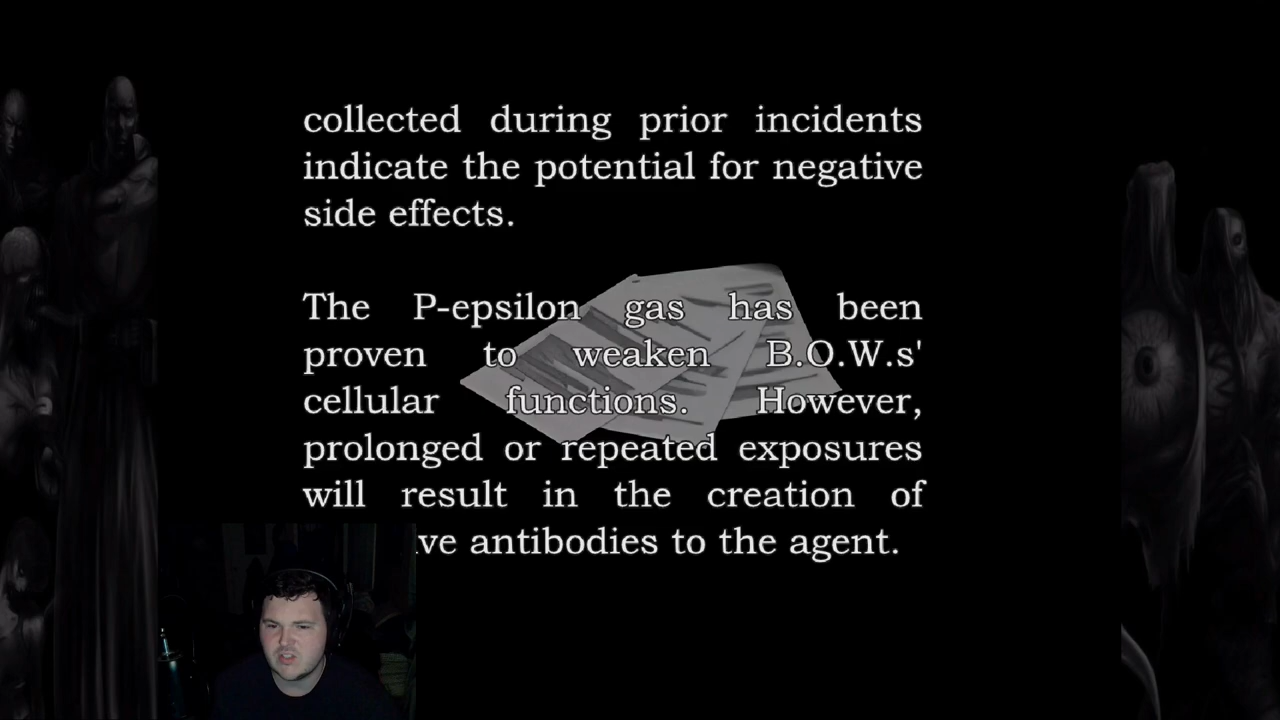 collected during prior incidents
indicate the potential for negative
side effects.
The P-epsilon gas has been
proven to weaken B.O.W.s'
cellular functions. However,
prolonged or repeated exposures
will result in the creation of
antibodies to the agent.